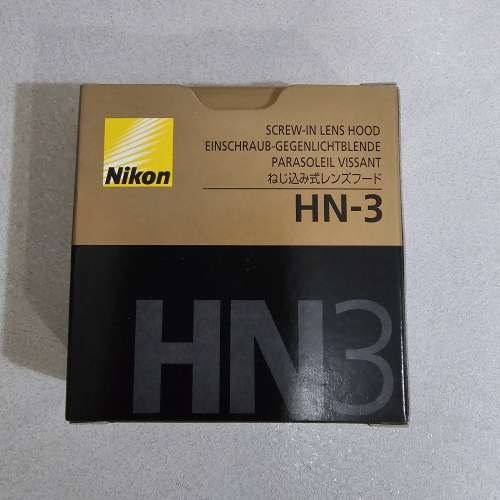 Nikon
SCREW-IN LENS HOOD
EINSCHRAUB-GEGENLICHTBLENDE
PARASOLEIL VISSANT
ねじ込み式レンズフード
HN-3
HN3